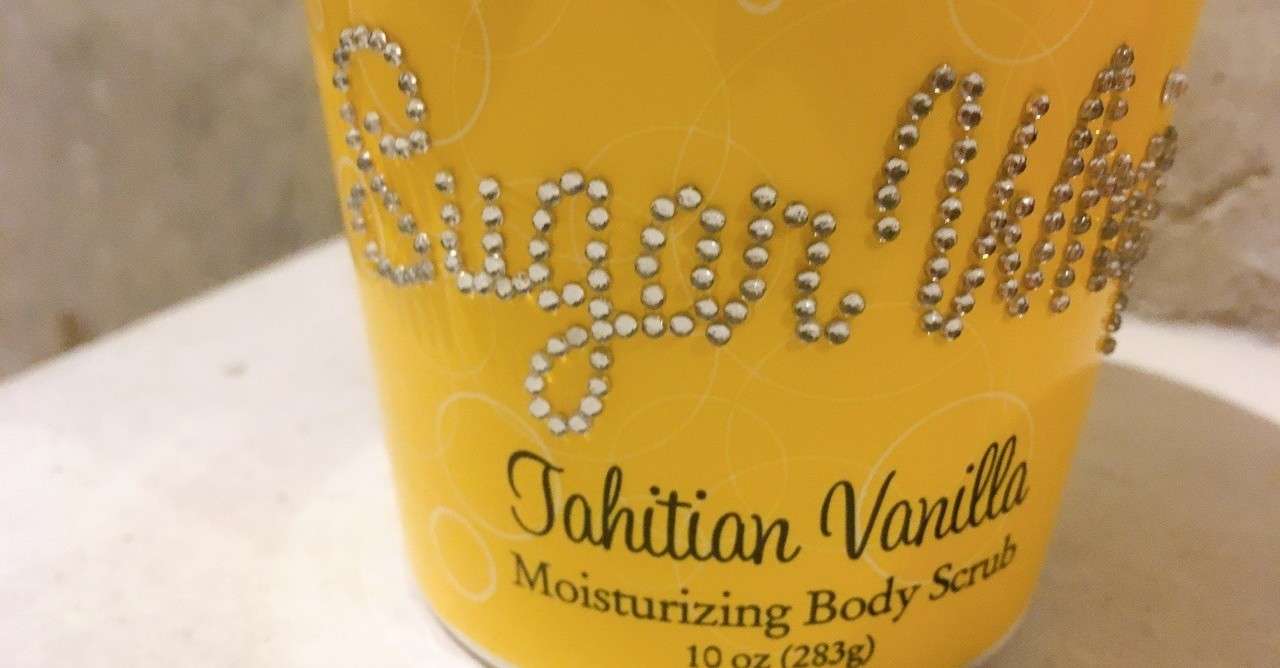 Sugar
Tahitian Vanilla
Moisturizing Body Scrub
10 oz (283g)